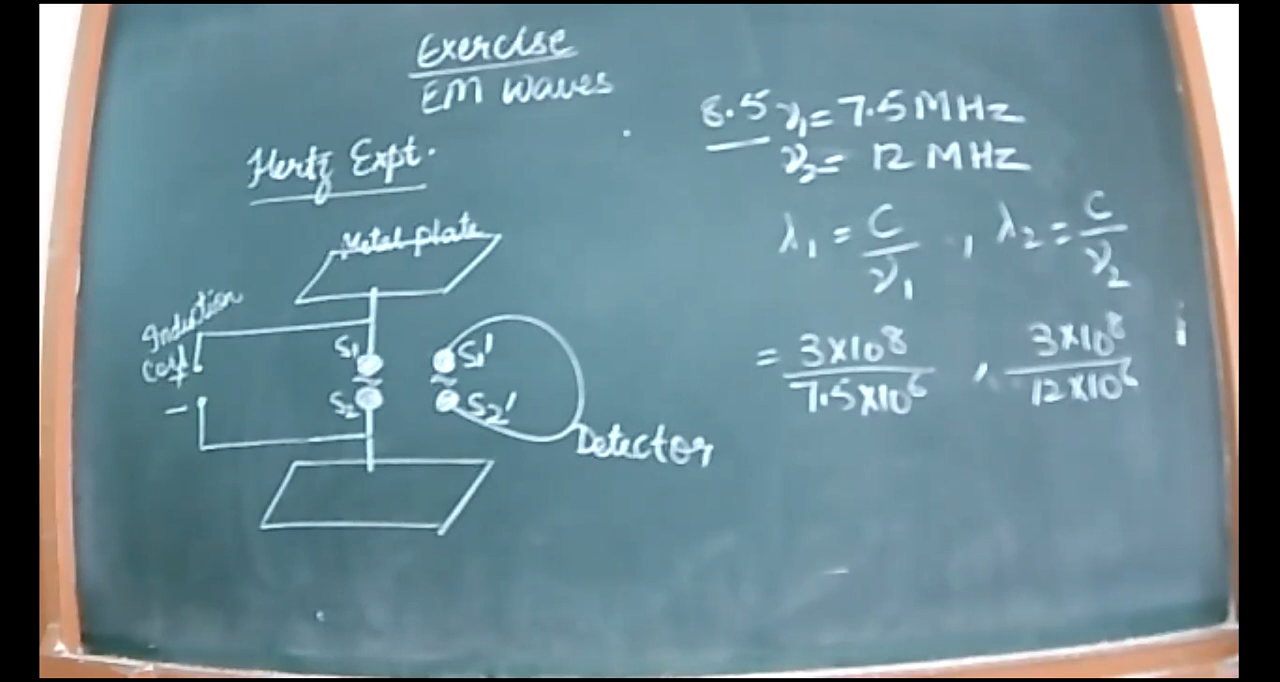 Exercise
EM Waves
Hertz Expt.
Metal plate
Induction
S₁
S₂
S₁'
S₂'
Detector
8.5 ν₁ = 7.5 MHz
ν₂ = 12 MHz
λ₁ = C/ν₁ , λ₂ = C/ν₂
= 3×10⁸/7.5×10⁶ , 3×10⁸/12×10⁶